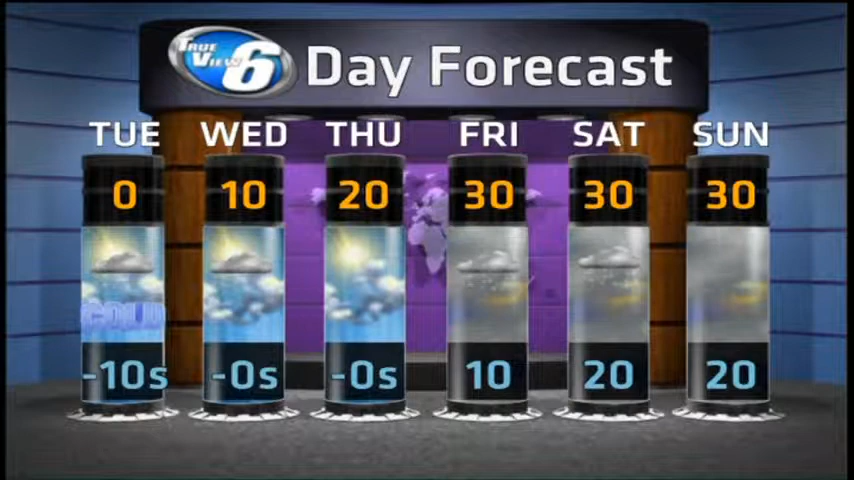 TRUE VIEW 6 Day Forecast
TUE WED THU FRI SAT SUN
0 10 20 30 30 30
COLD
-10s -0s -0s 10 20 20